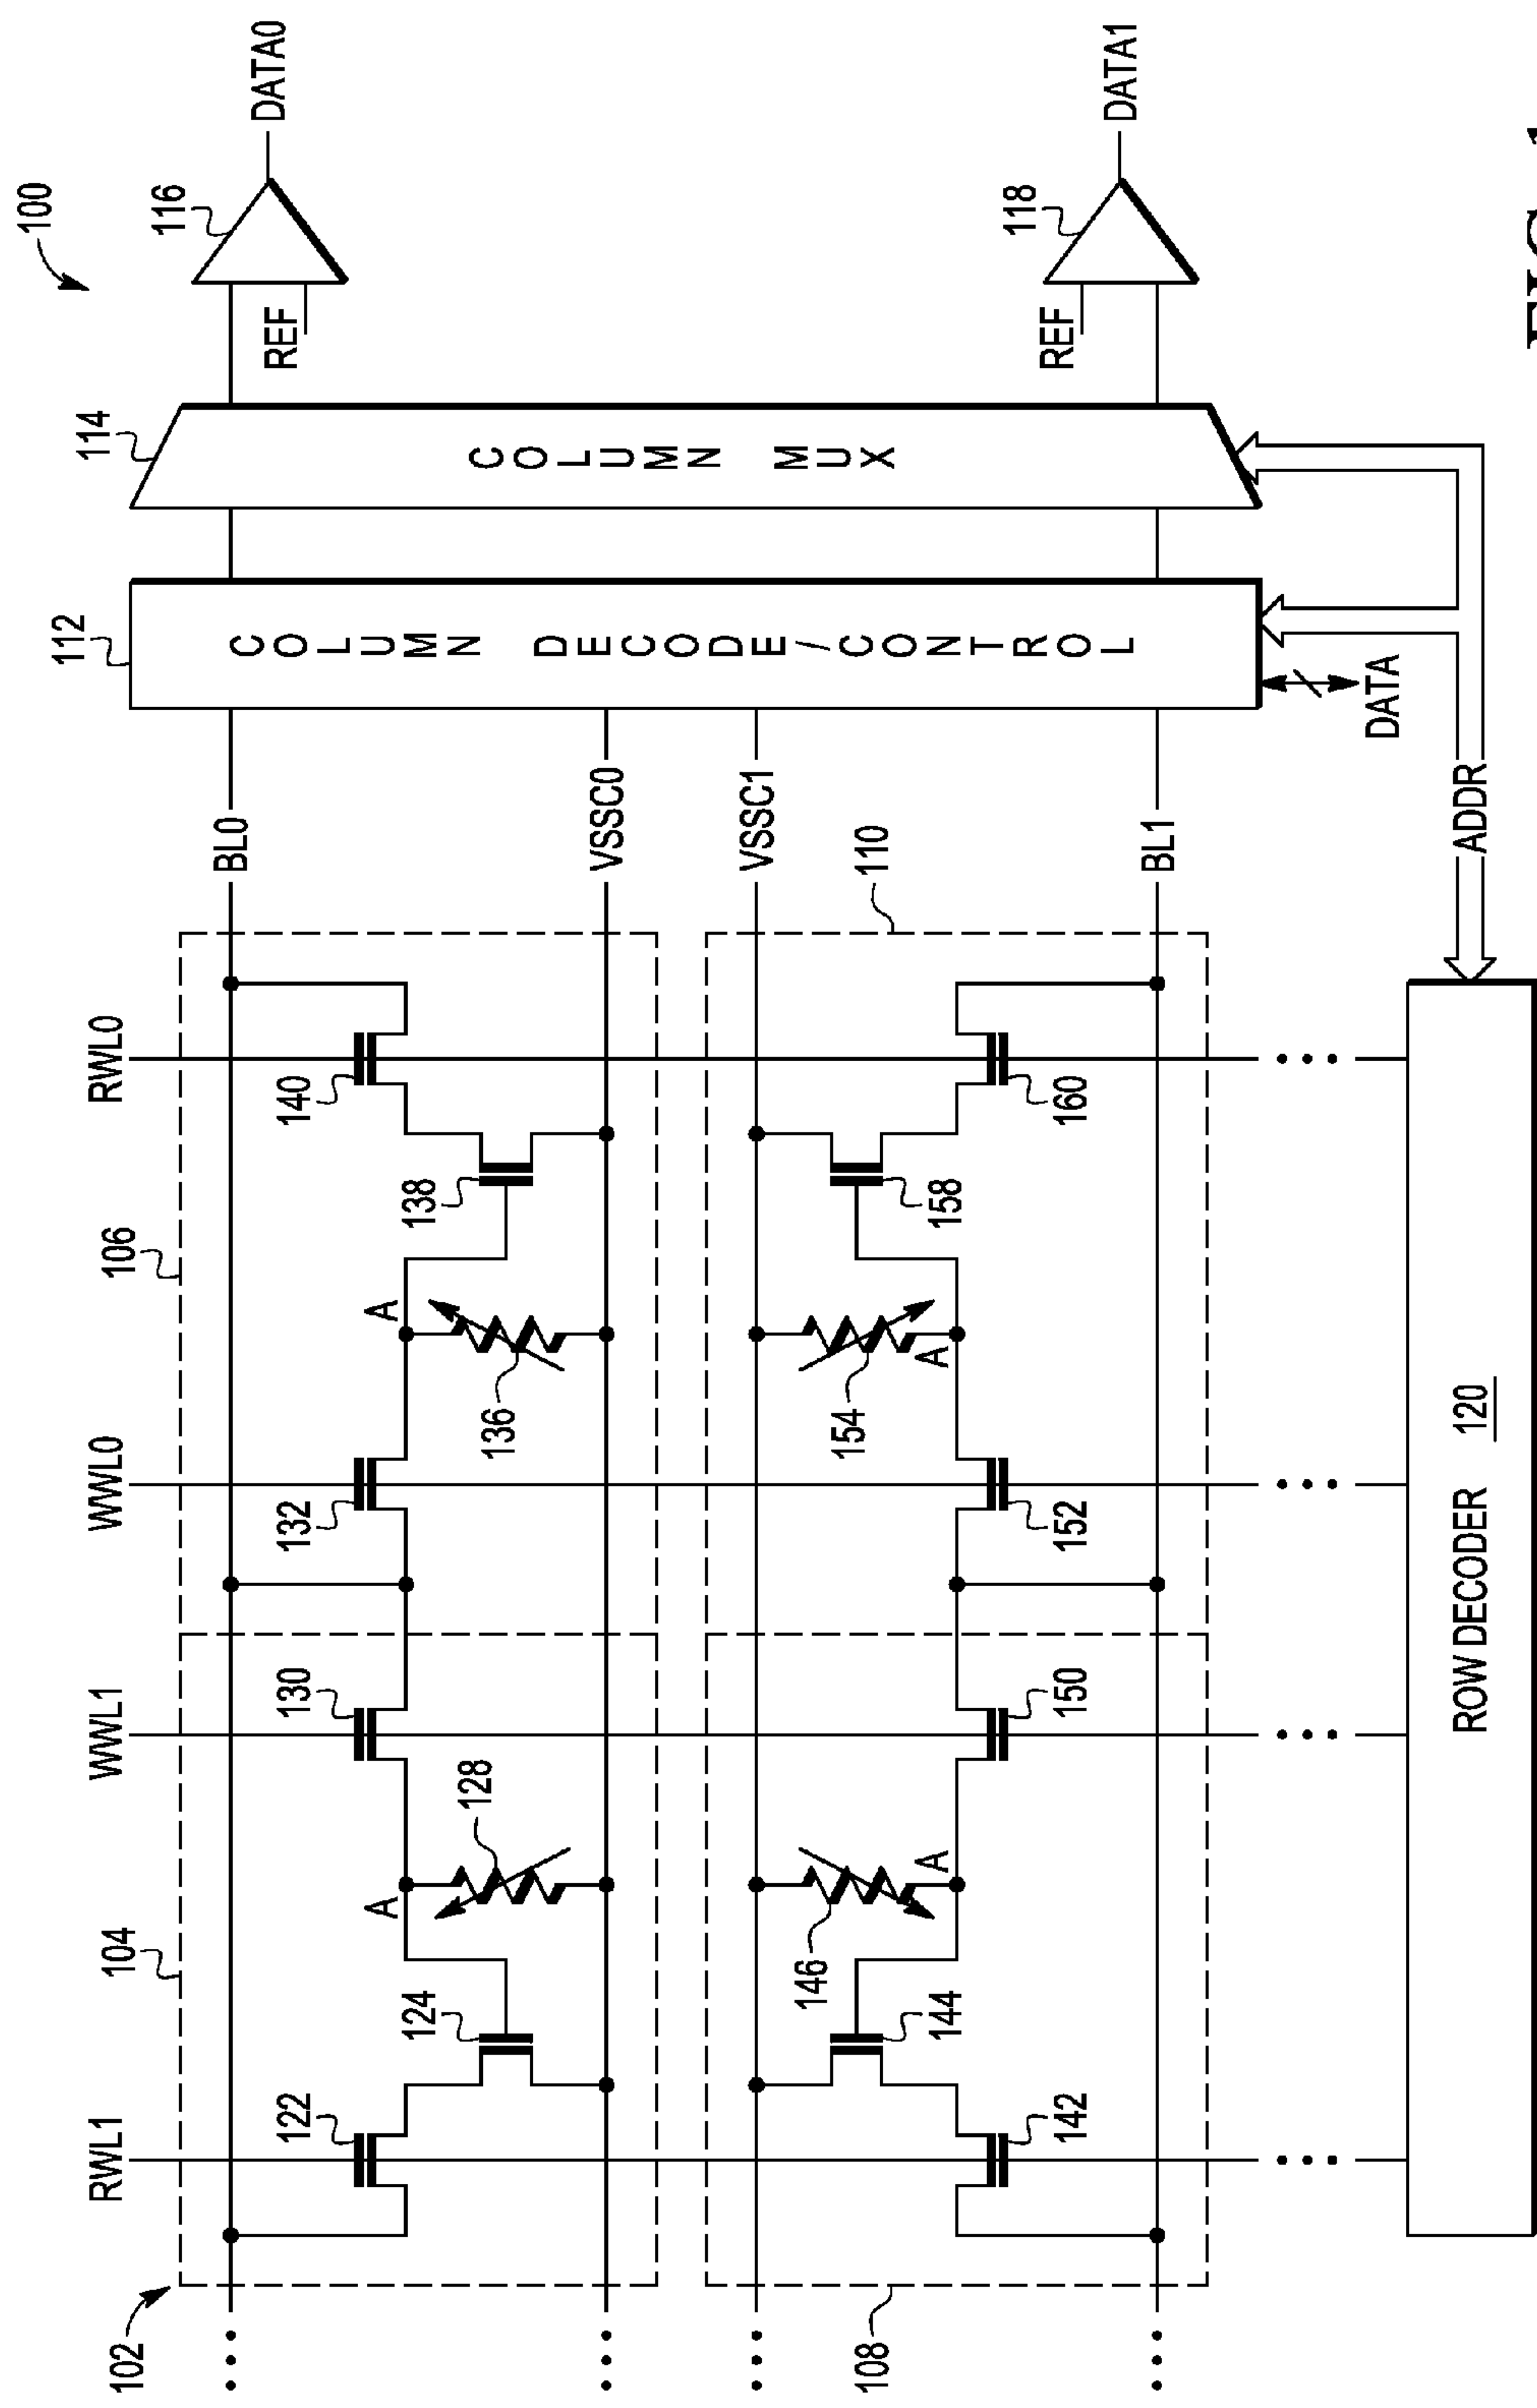 100
112
114
RWL1
WWL1
WWL0
RWL0
104
106
102
116
BL0
DATA0
REF
122
130
132
140
A
A
124
138
128
136
VSSC0
COLUMN DECODE/CONTROL
COLUMN MUX
VSSC1
146
154
108
110
A
A
144
158
118
REF
142
150
152
160
DATA1
BL1
DATA
ADDR
ROW DECODER 120